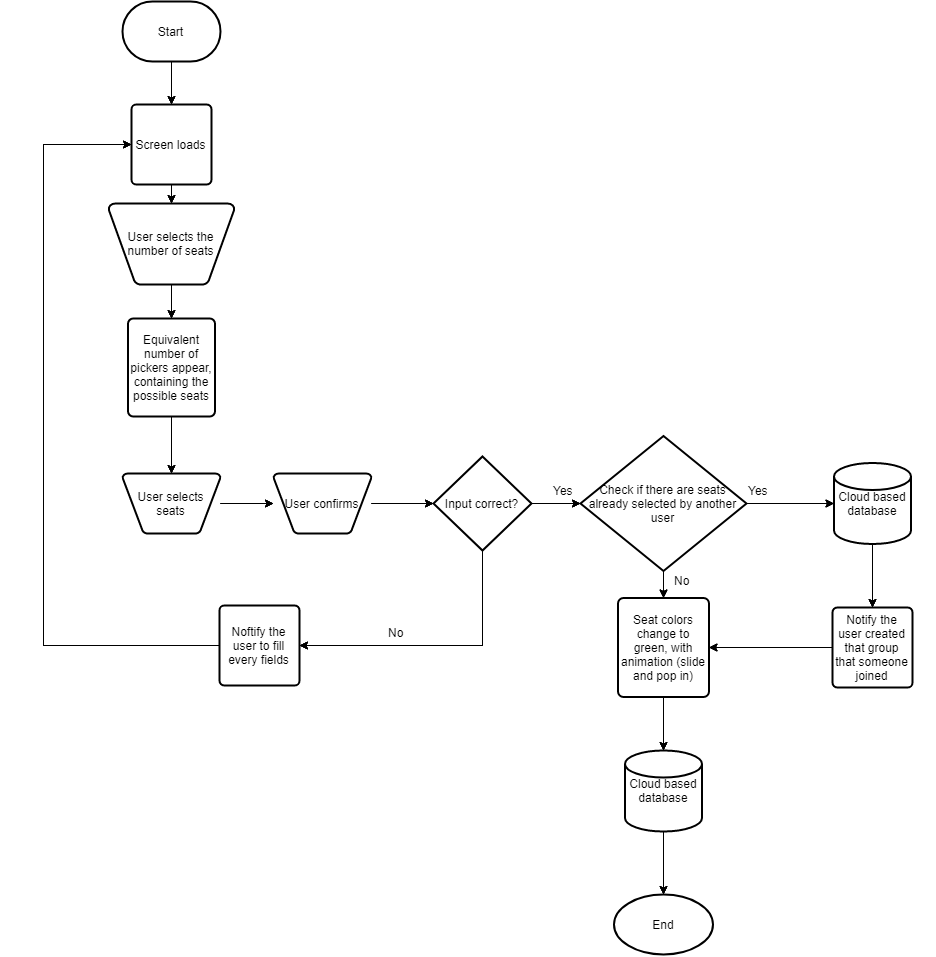 Start
Screen loads
User selects the
number of seats
Equivalent
number of
pickers appear,
containing the
possible seats
User selects
seats
User confirms
Input correct?
Yes
Check if there are seats
already selected by another
user
Yes
Cloud based
database
No
No
Noftify the
user to fill
every fields
Seat colors
change to
green, with
animation (slide
and pop in)
Notify the
user created
that group
that someone
joined
Cloud based
database
End